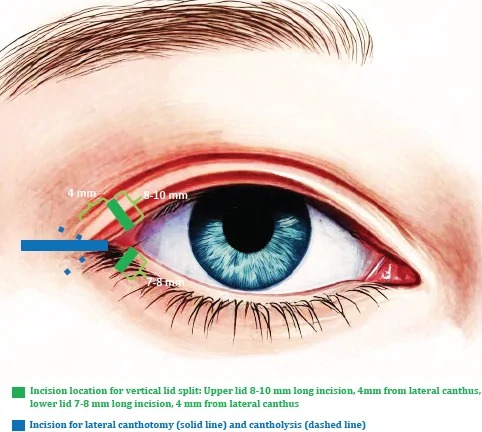 4 mm
8-10 mm
7-8 mm
Incision location for vertical lid split: Upper lid 8-10 mm long incision, 4mm from lateral canthus,
lower lid 7-8 mm long incision, 4 mm from lateral canthus
Incision for lateral canthotomy (solid line) and cantholysis (dashed line)